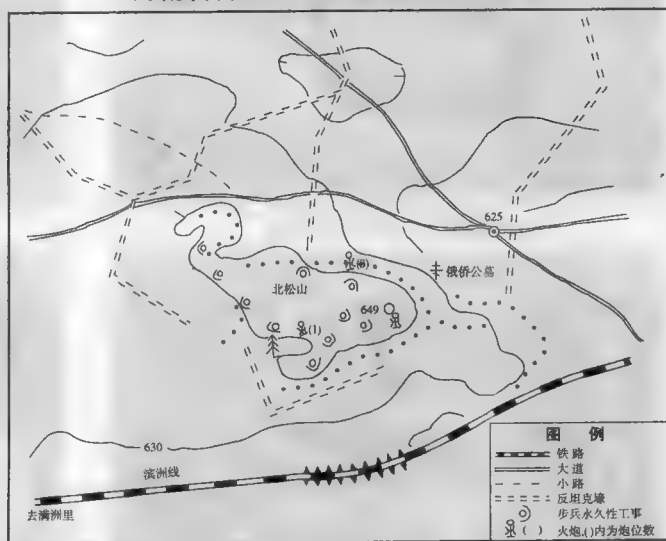 625
(8)
俄侨公墓
北松山
649
(1)
630
滨洲线
去满洲里
图 例
铁 路
大 道
小 路
反坦克壕
步兵永久性工事
( ) 火炮,( )内为炮位数